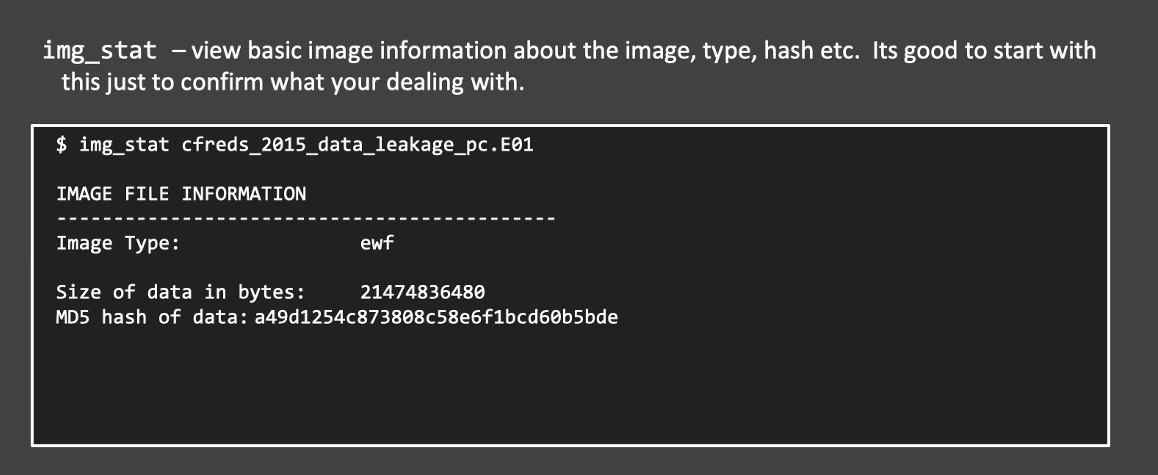 img_stat – view basic image information about the image, type, hash etc.  Its good to start with
this just to confirm what your dealing with.
$ img_stat cfreds_2015_data_leakage_pc.E01
IMAGE FILE INFORMATION
--------------------------------------------
Image Type: ewf
Size of data in bytes: 21474836480
MD5 hash of data: a49d1254c873808c58e6f1bcd60b5bde